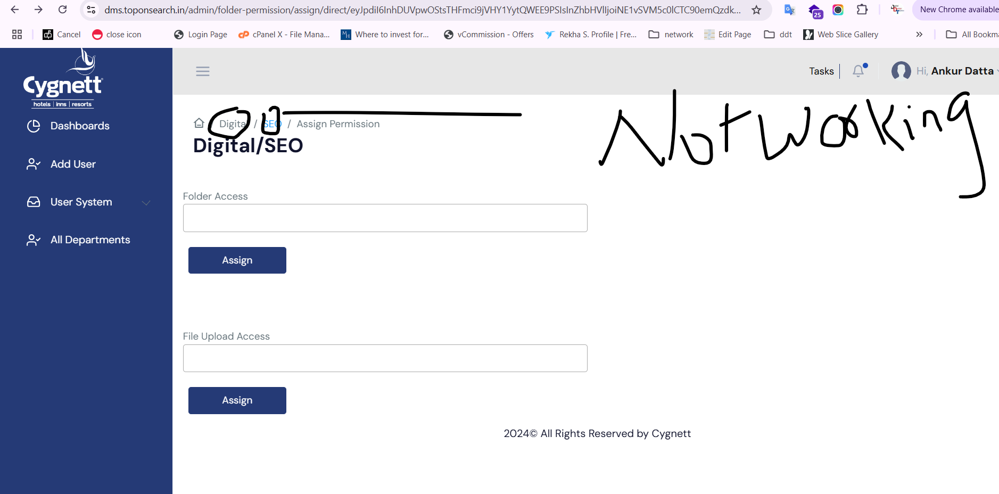 dms.toponsearch.in/admin/folder-permission/assign/direct/eyJpdiI6InhDUVpwOStsTHFmci9jVHY1YytQWEE9PSIsInZhbHVlIjoiNE1vSVM5c0lCTC90emQzdk...
25
New Chrome available
Cancel
close icon
Login Page
cPanel X - File Mana...
Where to invest for...
vCommission - Offers
Rekha S. Profile | Fre...
network
Edit Page
ddt
Web Slice Gallery
All Bookma
Cygnett
hotels | inns | resorts
Tasks
Hi, Ankur Datta
Dashboards
Add User
User System
All Departments
Digital / SEO / Assign Permission
Not Working
Digital/SEO
Folder Access
Assign
File Upload Access
Assign
2024© All Rights Reserved by Cygnett